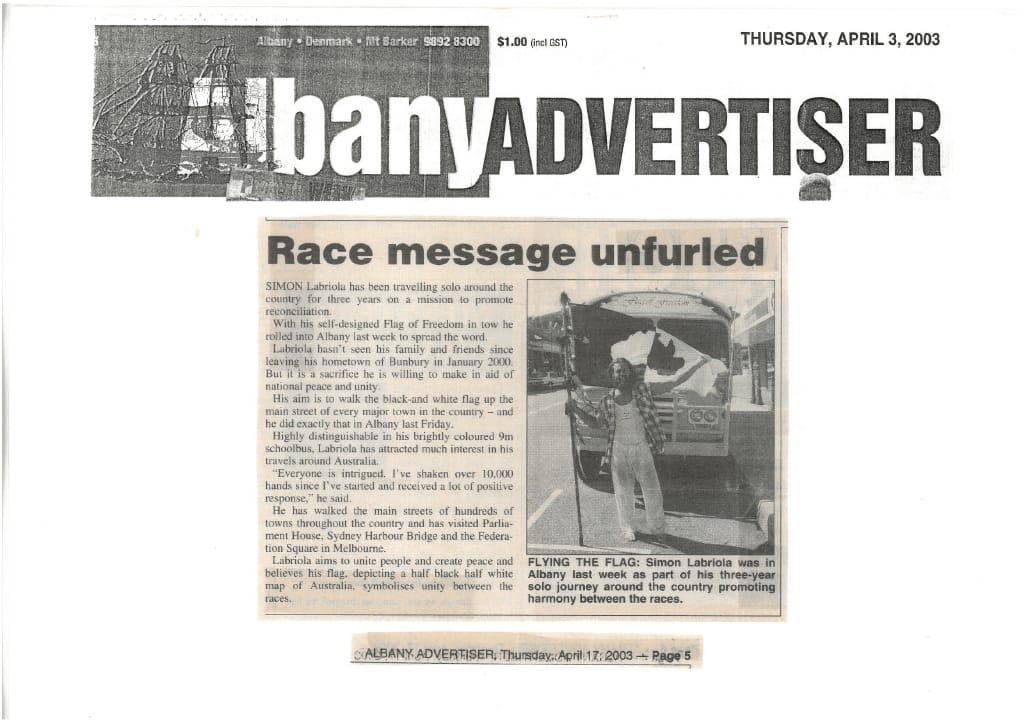 Albany • Denmark • Mt Barker 9892 8300
$1.00 (incl GST)
THURSDAY, APRIL 3, 2003
albany ADVERTISER
Race message unfurled
SIMON Labriola has been travelling solo around the
country for three years on a mission to promote
reconciliation.
With his self-designed Flag of Freedom in tow he
rolled into Albany last week to spread the word.
Labriola hasn't seen his family and friends since
leaving his hometown of Bunbury in January 2000.
But it is a sacrifice he is willing to make in aid of
national peace and unity.
His aim is to walk the black-and white flag up the
main street of every major town in the country – and
he did exactly that in Albany last Friday.
Highly distinguishable in his brightly coloured 9m
schoolbus, Labriola has attracted much interest in his
travels around Australia.
"Everyone is intrigued. I've shaken over 10,000
hands since I've started and received a lot of positive
response," he said.
He has walked the main streets of hundreds of
towns throughout the country and has visited Parlia-
ment House, Sydney Harbour Bridge and the Federa-
tion Square in Melbourne.
Labriola aims to unite people and create peace and
believes his flag, depicting a half black half white
map of Australia, symbolises unity between the
races.
FLYING THE FLAG: Simon Labriola was in
Albany last week as part of his three-year
solo journey around the country promoting
harmony between the races.
ALBANY ADVERTISER, Thursday, April 17, 2003 — Page 5